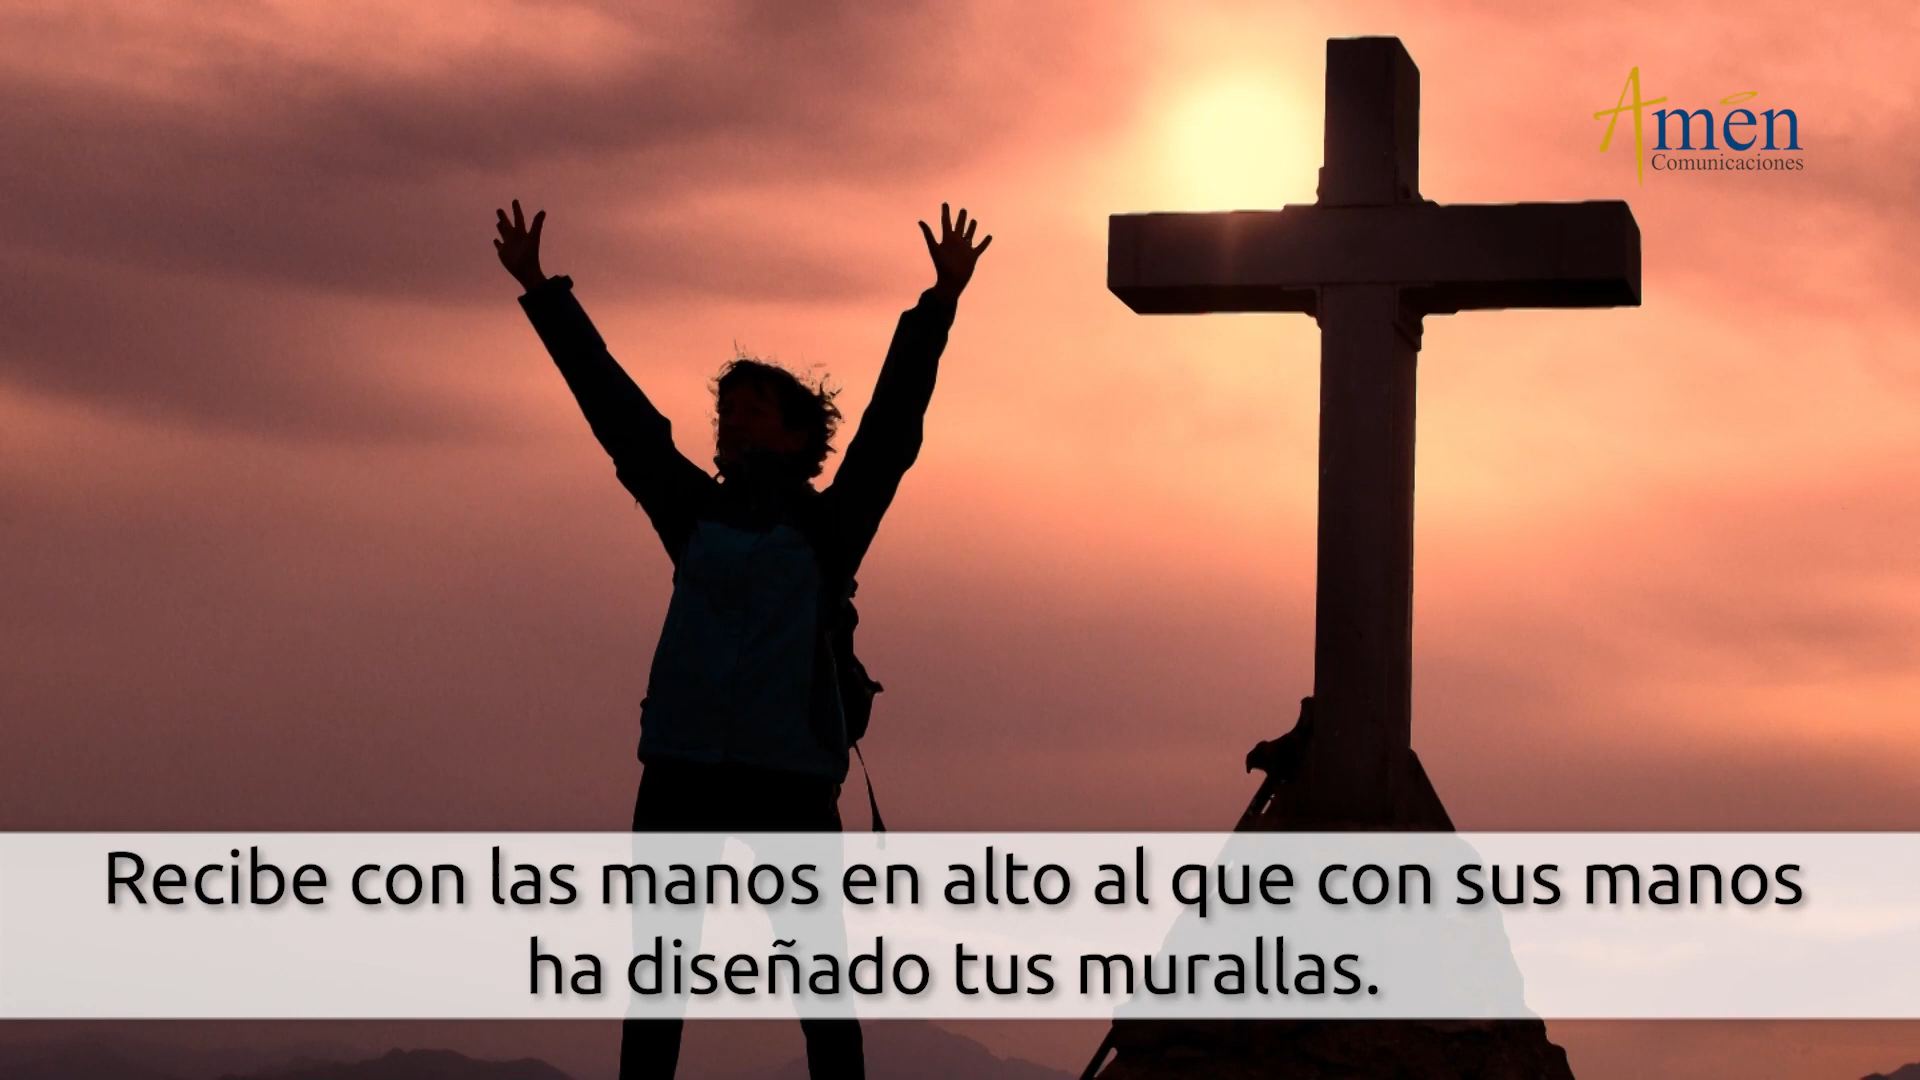 Amén
Comunicaciones
Recibe con las manos en alto al que con sus manos
ha diseñado tus murallas.